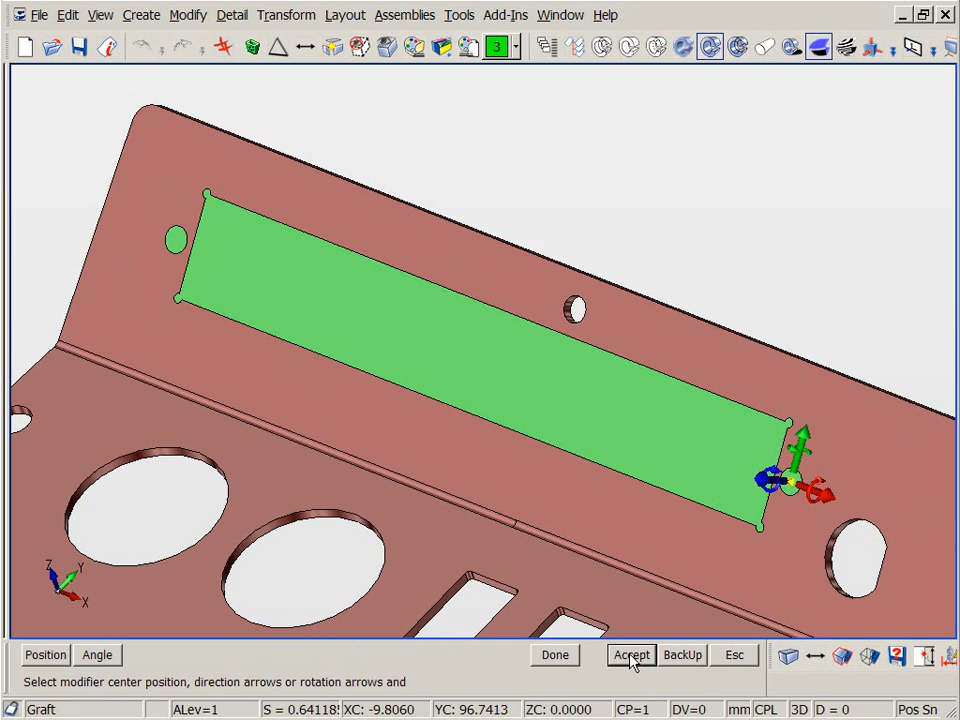 File Edit View Create Modify Detail Transform Layout Assemblies Tools Add-Ins Window Help
3
Z
Y
X
Position Angle Done Accept BackUp Esc
Select modifier center position, direction arrows or rotation arrows and
Graft ALev=1 S = 0.64118 XC: -9.8060 YC: 96.7413 ZC: 0.0000 CP=1 DV=0 mm CPL 3D D = 0 Pos Sn